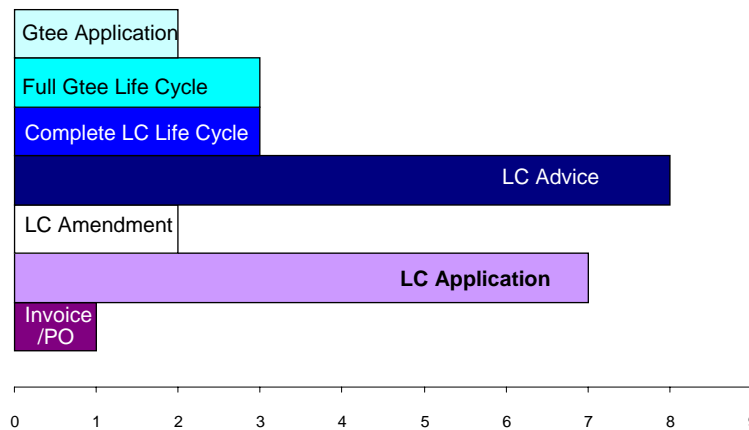 Gtee Application
Full Gtee Life Cycle
Complete LC Life Cycle
LC Advice
LC Amendment
LC Application
Invoice
/PO
0 1 2 3 4 5 6 7 8 9